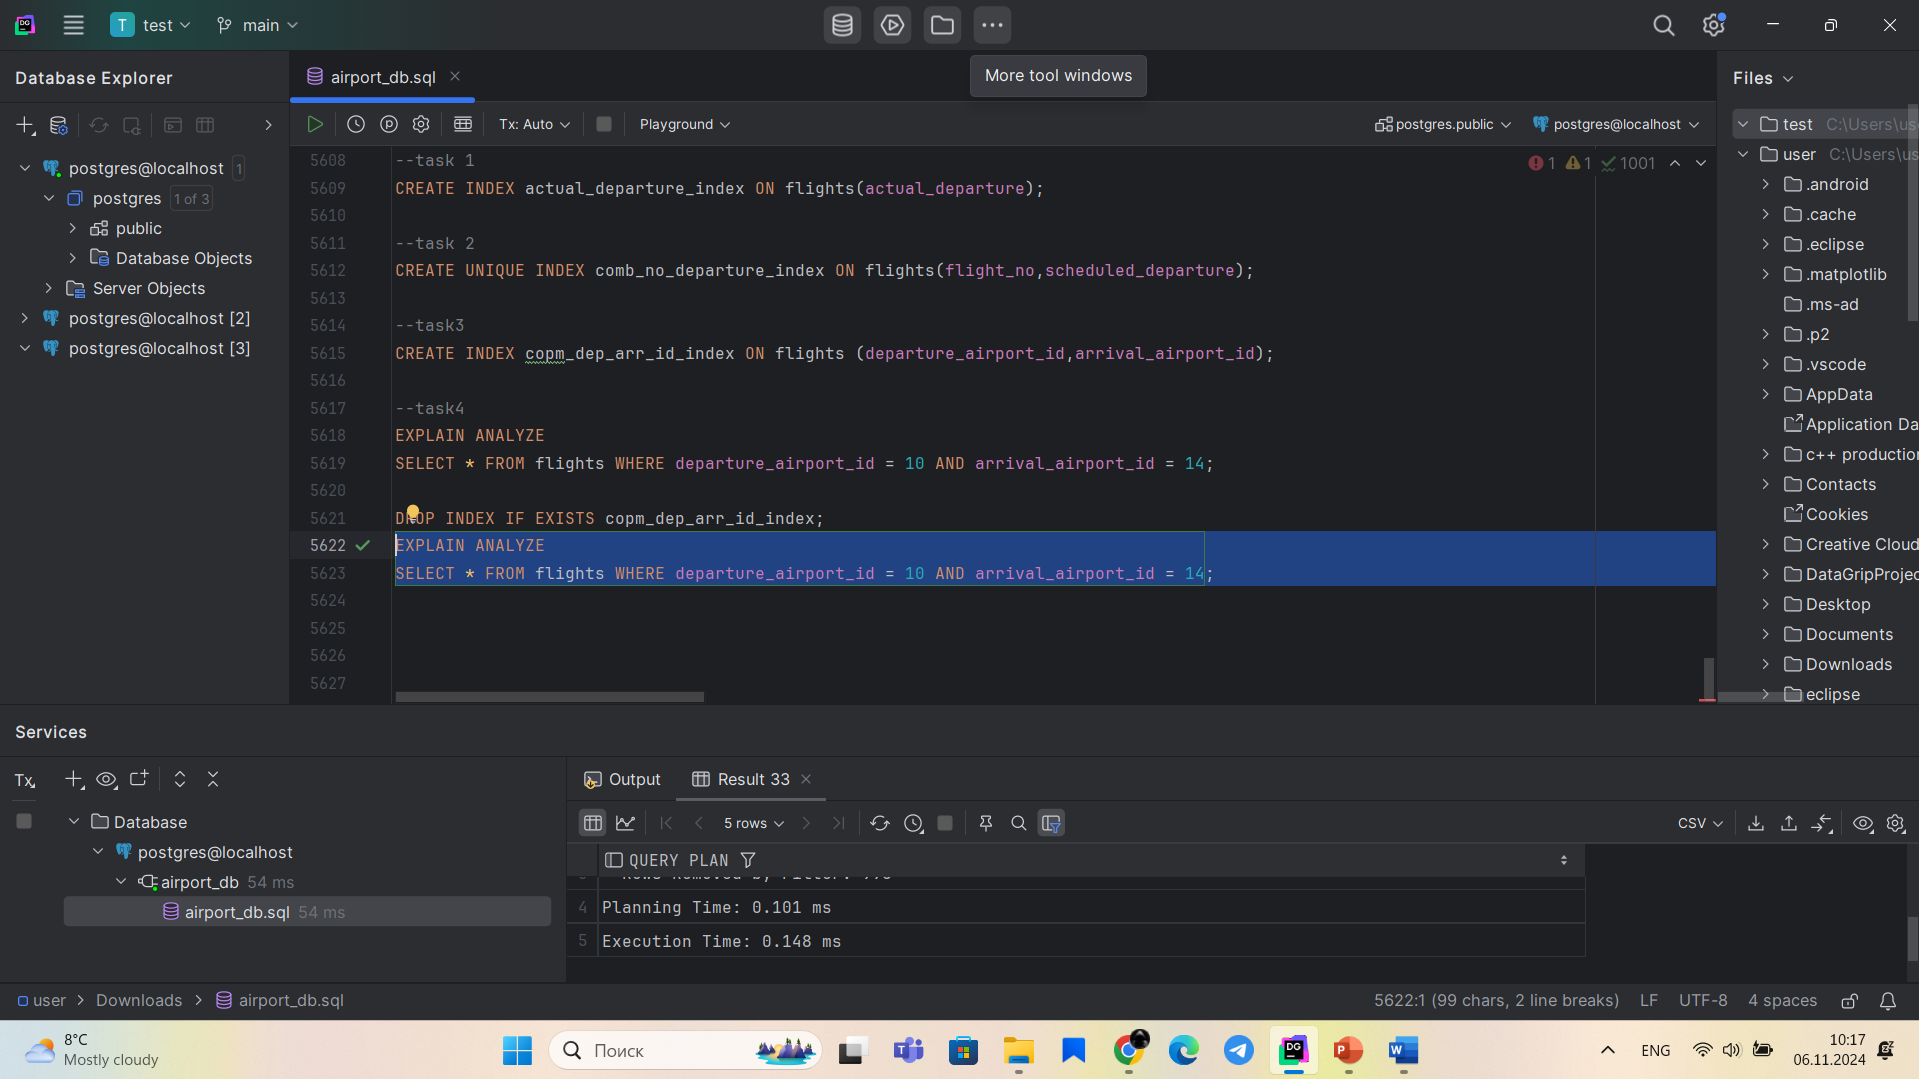 T test main
More tool windows
Database Explorer
airport_db.sql
Files
Tx: Auto
Playground
postgres.public
postgres@localhost
1 1 1001
postgres@localhost 1
postgres 1 of 3
public
Database Objects
Server Objects
postgres@localhost [2]
postgres@localhost [3]
5608 --task 1
5609 CREATE INDEX actual_departure_index ON flights(actual_departure);
5610
5611 --task 2
5612 CREATE UNIQUE INDEX comb_no_departure_index ON flights(flight_no,scheduled_departure);
5613
5614 --task3
5615 CREATE INDEX copm_dep_arr_id_index ON flights (departure_airport_id,arrival_airport_id);
5616
5617 --task4
5618 EXPLAIN ANALYZE
5619 SELECT * FROM flights WHERE departure_airport_id = 10 AND arrival_airport_id = 14;
5620
5621 DROP INDEX IF EXISTS copm_dep_arr_id_index;
5622 EXPLAIN ANALYZE
5623 SELECT * FROM flights WHERE departure_airport_id = 10 AND arrival_airport_id = 14;
5624
5625
5626
5627
test C:\Users\us
user C:\Users\us
.android
.cache
.eclipse
.matplotlib
.ms-ad
.p2
.vscode
AppData
Application Da
c++ productio
Contacts
Cookies
Creative Cloud
DataGripProjec
Desktop
Documents
Downloads
eclipse
Services
Tx
Database
postgres@localhost
airport_db 54 ms
airport_db.sql 54 ms
Output
Result 33
5 rows
CSV
QUERY PLAN
4 Planning Time: 0.101 ms
5 Execution Time: 0.148 ms
user > Downloads > airport_db.sql
5622:1 (99 chars, 2 line breaks) LF UTF-8 4 spaces
8°C
Mostly cloudy
Поиск
ENG
10:17
06.11.2024